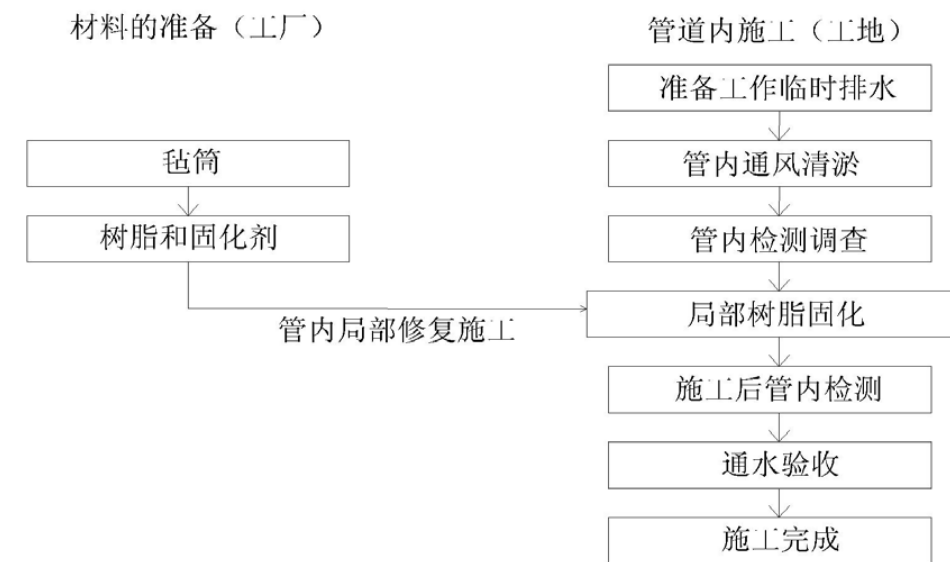 材料的准备（工厂）
管道内施工（工地）
准备工作临时排水
毡筒
管内通风清淤
树脂和固化剂
管内检测调查
局部树脂固化
管内局部修复施工
施工后管内检测
通水验收
施工完成